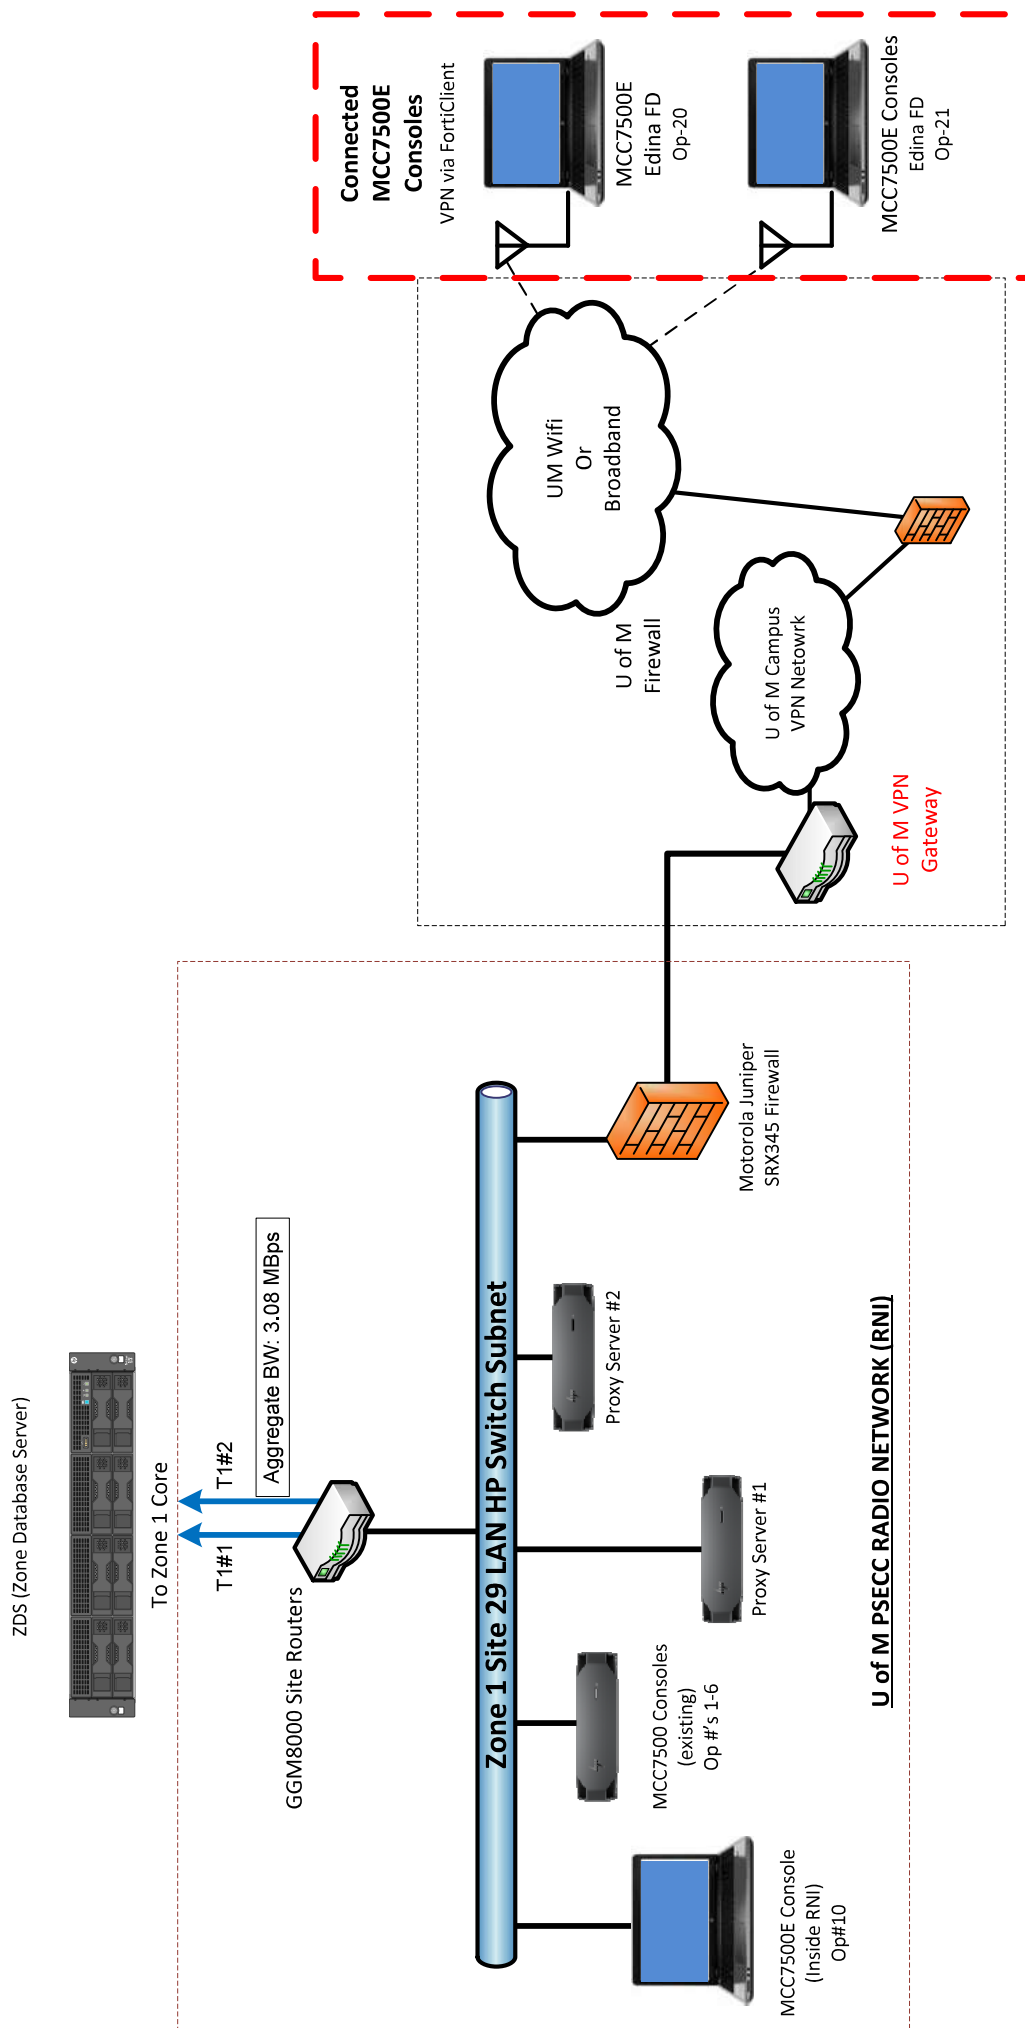 ZDS (Zone Database Server)
To Zone 1 Core
T1#1
T1#2
Aggregate BW: 3.08 MBps
GGM8000 Site Routers
Zone 1 Site 29 LAN HP Switch Subnet
MCC7500E Console
(Inside RNI)
Op#10
MCC7500 Consoles
(existing)
Op #'s 1-6
Proxy Server #1
Proxy Server #2
Motorola Juniper
SRX345 Firewall
U of M PSECC RADIO NETWORK (RNI)
U of M VPN
Gateway
U of M Campus
VPN Netowrk
U of M
Firewall
UM Wifi
Or
Broadband
Connected
MCC7500E
Consoles
VPN via FortiClient
MCC7500E
Edina FD
Op-20
MCC7500E Consoles
Edina FD
Op-21